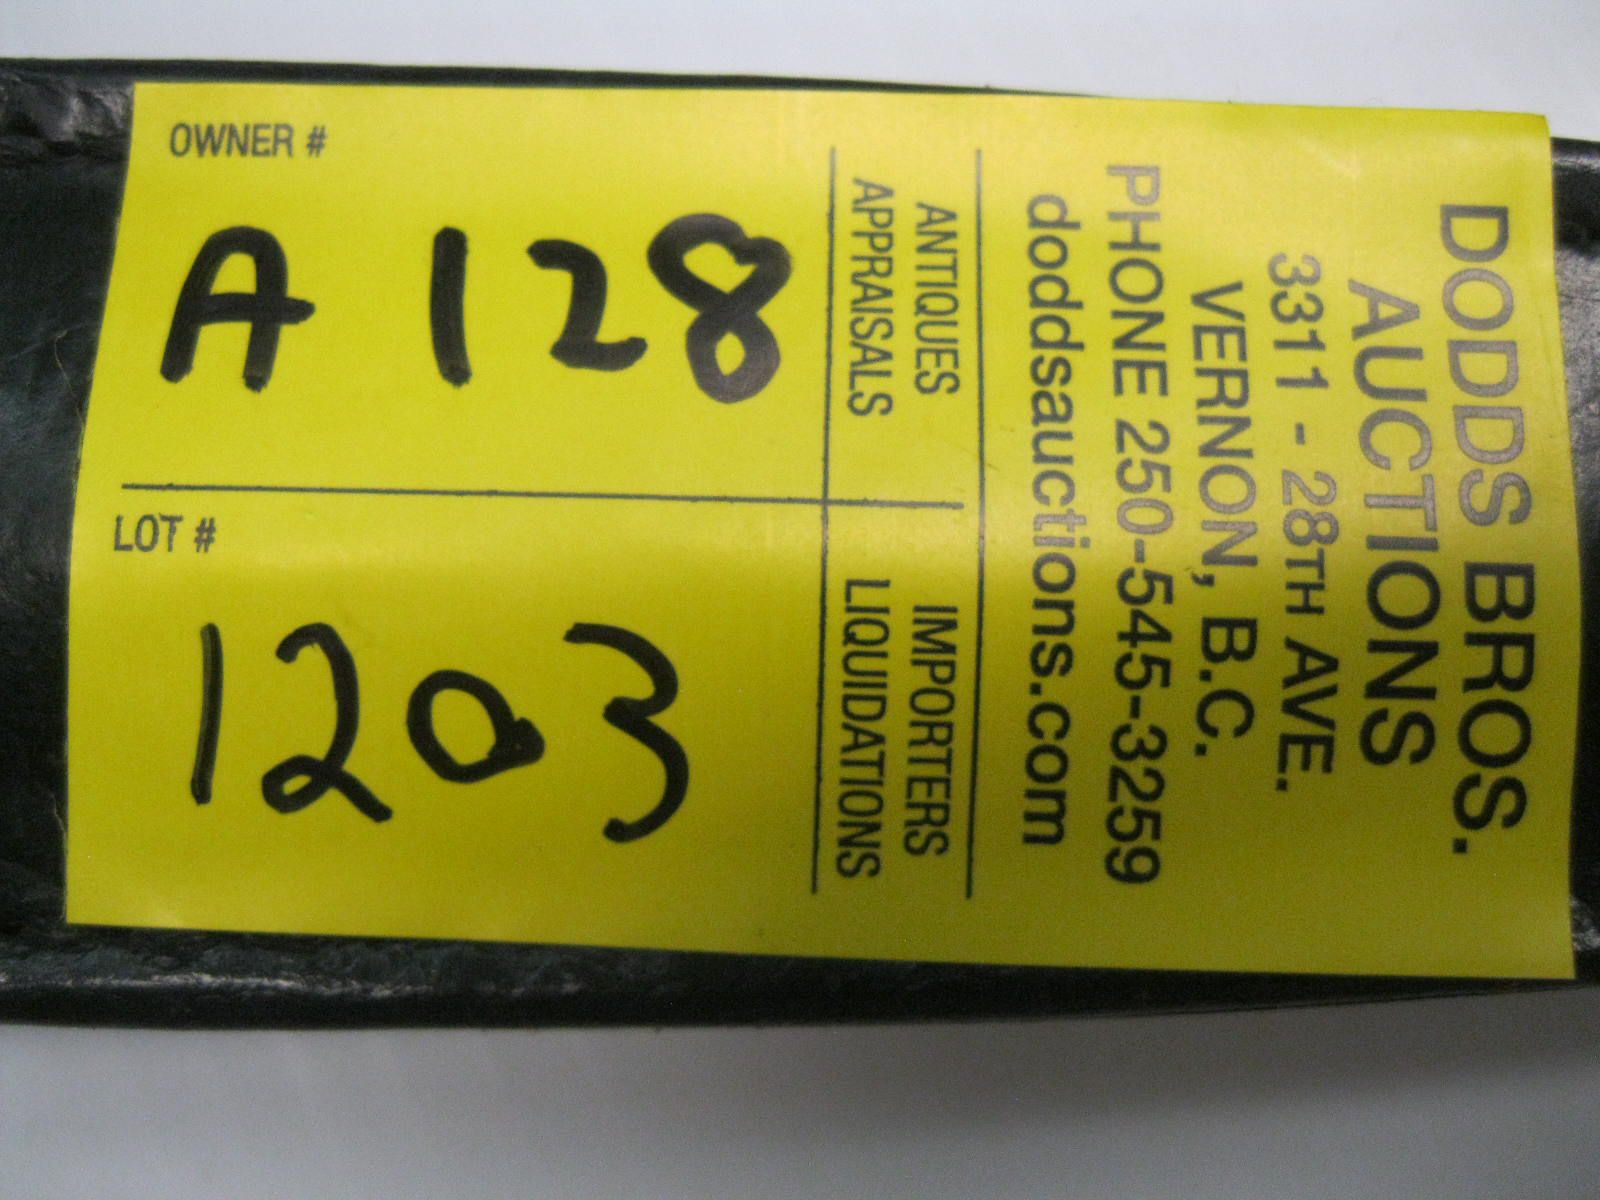 DODDS BROS.
AUCTIONS
3311 - 28TH AVE.
VERNON, B.C.
PHONE 250-545-3259
doddsauctions.com
ANTIQUES IMPORTERS
APPRAISALS LIQUIDATIONS
OWNER #
A 128
LOT #
1203